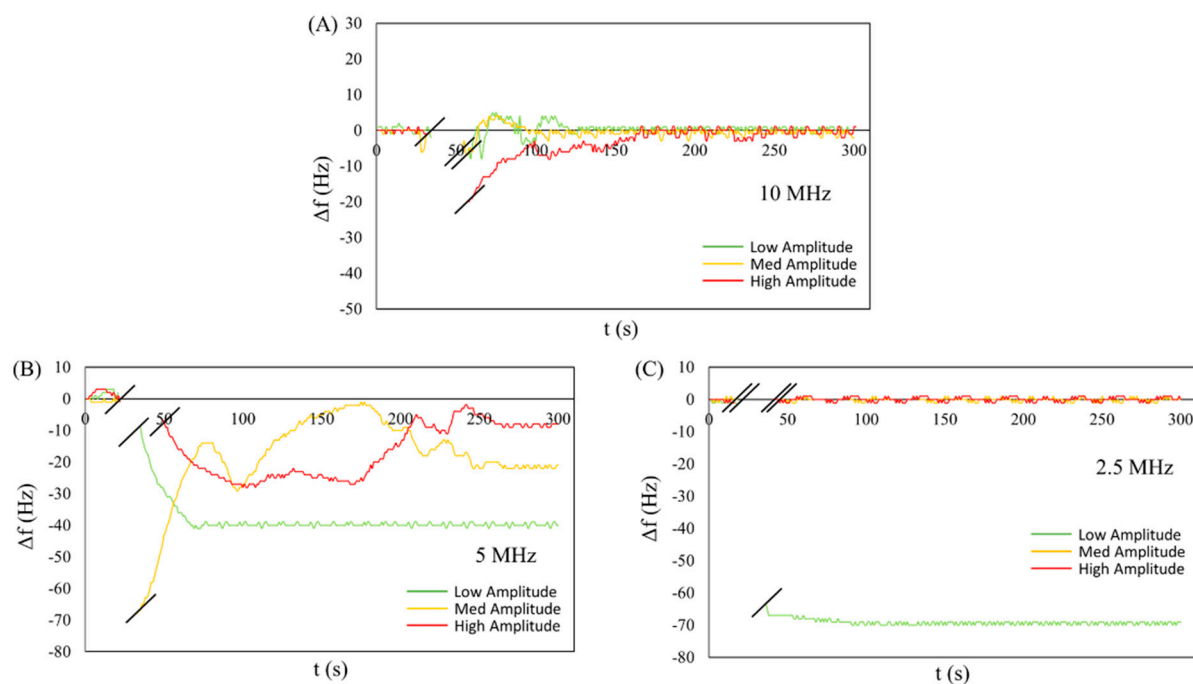 (A)
30
20
10
0
-10
-20
-30
-40
-50
0 50 100 150 200 250 300
Δf (Hz)
t (s)
10 MHz
Low Amplitude
Med Amplitude
High Amplitude
(B)
10
0
-10
-20
-30
-40
-50
-60
-70
-80
0 50 100 150 200 250 300
Δf (Hz)
t (s)
5 MHz
Low Amplitude
Med Amplitude
High Amplitude
(C)
10
0
-10
-20
-30
-40
-50
-60
-70
-80
0 50 100 150 200 250 300
Δf (Hz)
t (s)
2.5 MHz
Low Amplitude
Med Amplitude
High Amplitude